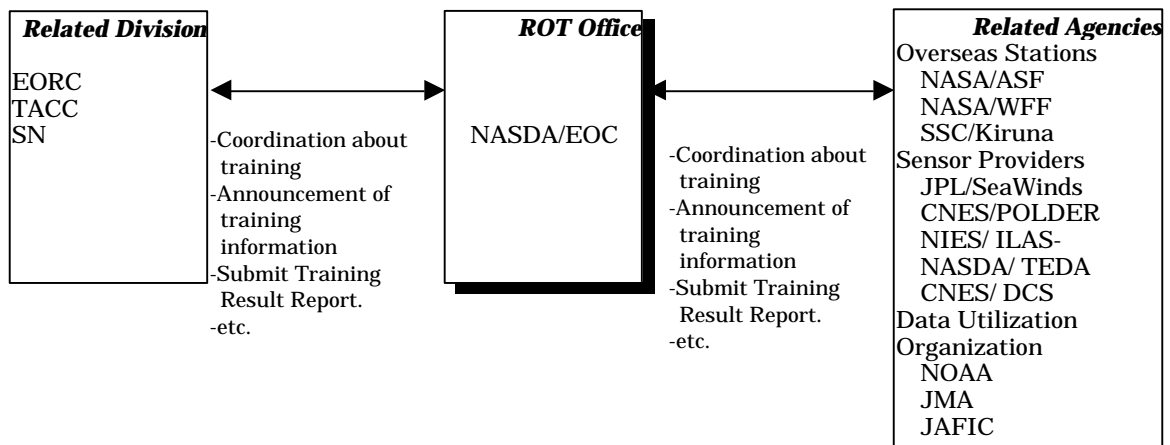 Related Division
EORC
TACC
SN
-Coordination about
training
-Announcement of
training
information
-Submit Training
Result Report.
-etc.
ROT Office
NASDA/EOC
-Coordination about
training
-Announcement of
training
information
-Submit Training
Result Report.
-etc.
Related Agencies
Overseas Stations
NASA/ASF
NASA/WFF
SSC/Kiruna
Sensor Providers
JPL/SeaWinds
CNES/POLDER
NIES/ ILAS-
NASDA/ TEDA
CNES/ DCS
Data Utilization
Organization
NOAA
JMA
JAFIC